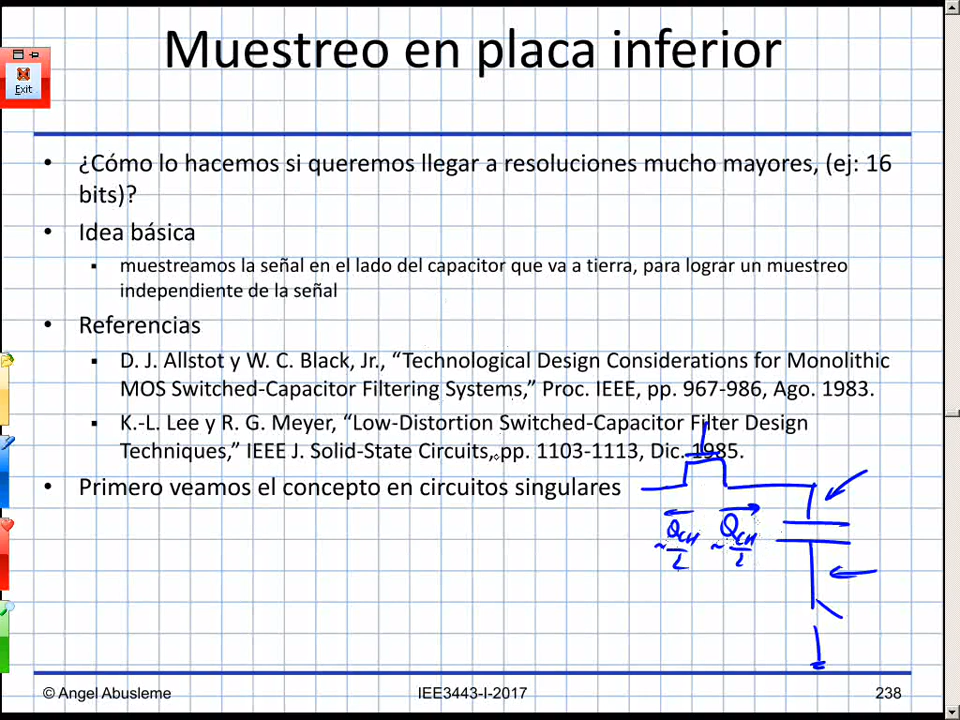 Muestreo en placa inferior
Exit
• ¿Cómo lo hacemos si queremos llegar a resoluciones mucho mayores, (ej: 16
bits)?
• Idea básica
▪ muestreamos la señal en el lado del capacitor que va a tierra, para lograr un muestreo
independiente de la señal
• Referencias
▪ D. J. Allstot y W. C. Black, Jr., “Technological Design Considerations for Monolithic
MOS Switched-Capacitor Filtering Systems,” Proc. IEEE, pp. 967-986, Ago. 1983.
▪ K.-L. Lee y R. G. Meyer, “Low-Distortion Switched-Capacitor Filter Design
Techniques,” IEEE J. Solid-State Circuits, pp. 1103-1113, Dic. 1985.
• Primero veamos el concepto en circuitos singulares
~ QCH ~ QCH
2 2
© Angel Abusleme IEE3443-I-2017 238